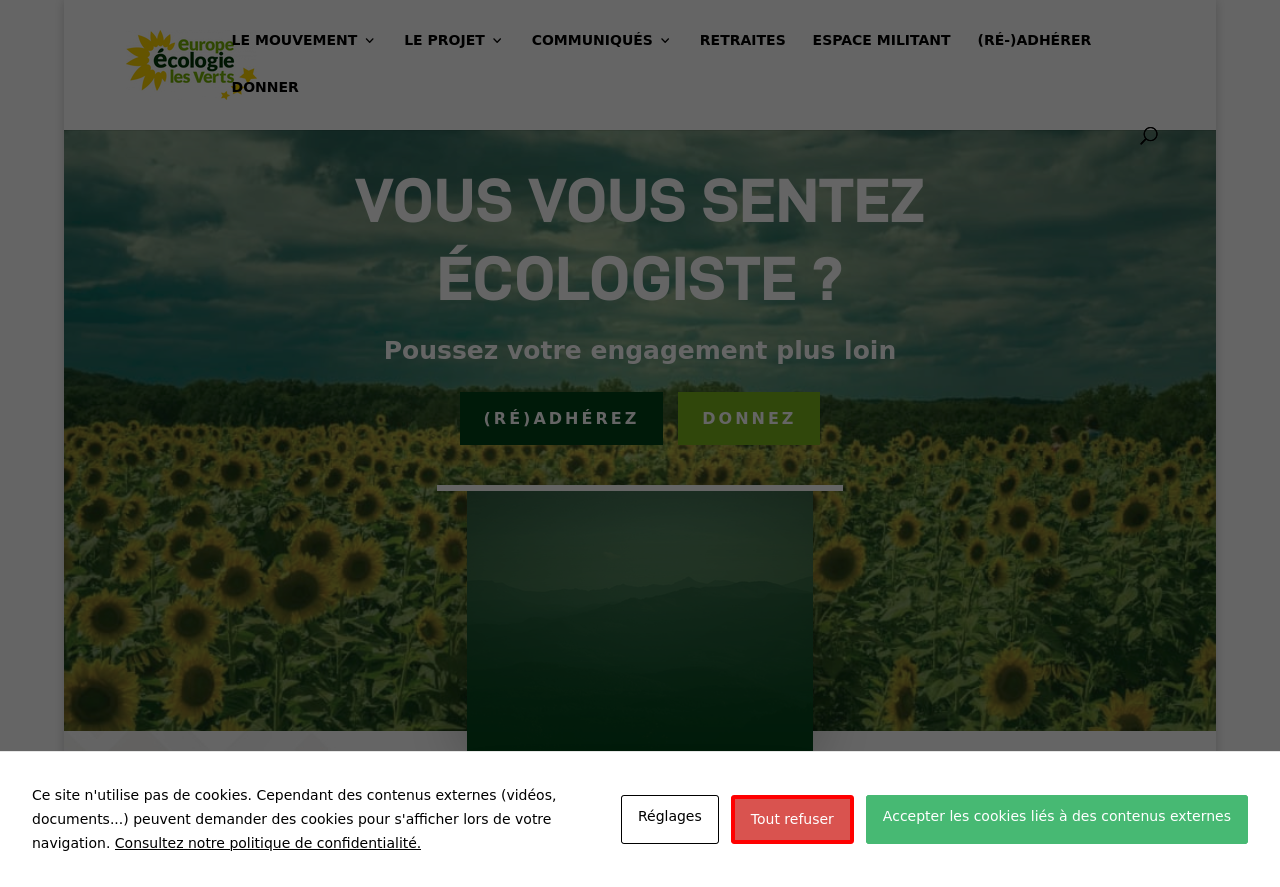 europe
écologie
les Verts
LE MOUVEMENT
LE PROJET
COMMUNIQUÉS
RETRAITES
ESPACE MILITANT
(RÉ-)ADHÉRER
DONNER
VOUS VOUS SENTEZ
ÉCOLOGISTE ?
Poussez votre engagement plus loin
(RÉ)ADHÉREZ
DONNEZ
Ce site n'utilise pas de cookies. Cependant des contenus externes (vidéos,
documents...) peuvent demander des cookies pour s'afficher lors de votre
navigation. Consultez notre politique de confidentialité.
Réglages
Tout refuser
Accepter les cookies liés à des contenus externes